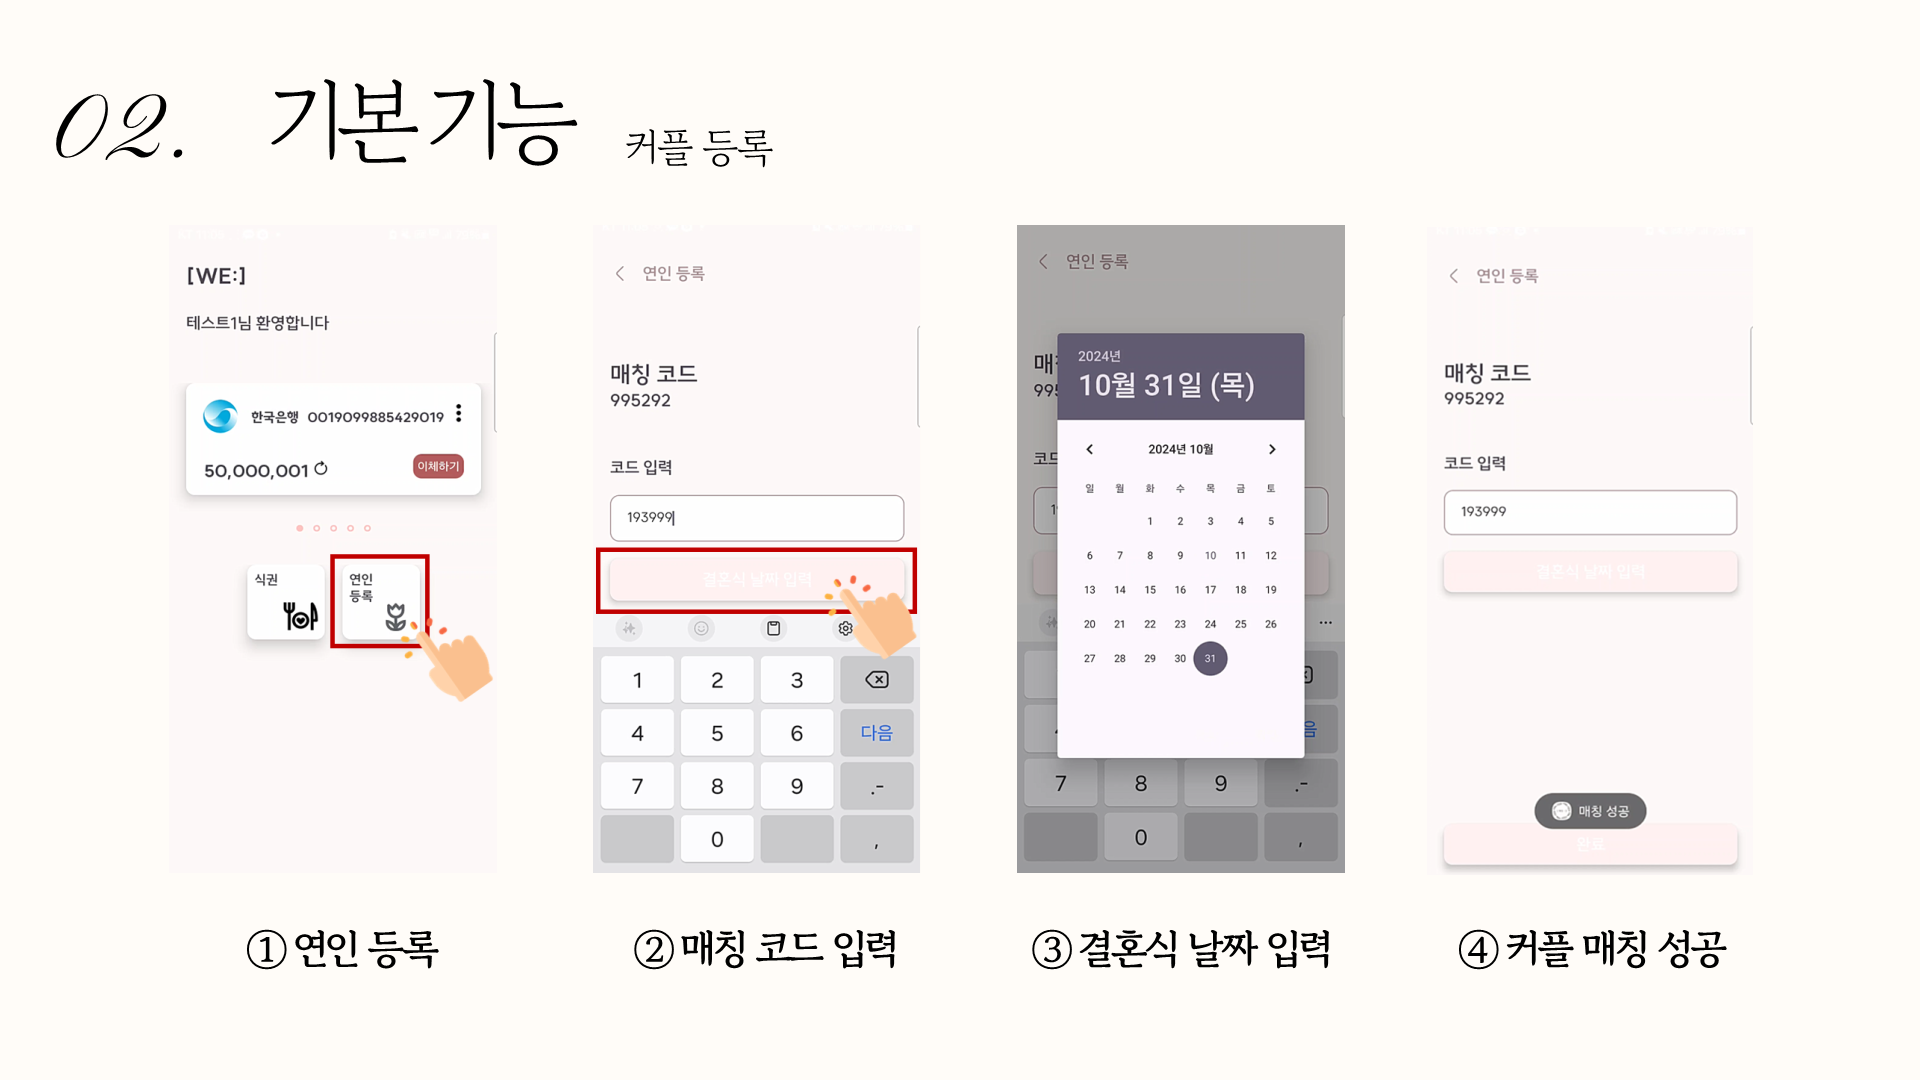 02. 기본 기능 커플 등록
[WE:]
테스트1님 환영합니다
한국은행 0019099885429019
50,000,001
이체하기
식권
연인
등록
① 연인 등록
연인 등록
매칭 코드
995292
코드 입력
193999
결혼식 날짜 입력
1 2 3
4 5 6 다음
7 8 9 .-
0 ,
② 매칭 코드 입력
연인 등록
매칭
995
코드
19
2024년
10월 31일 (목)
2024년 10월
일 월 화 수 목 금 토
1 2 3 4 5
6 7 8 9 10 11 12
13 14 15 16 17 18 19
20 21 22 23 24 25 26
27 28 29 30 31
음
7 8 9 .-
0 ,
③ 결혼식 날짜 입력
연인 등록
매칭 코드
995292
코드 입력
193999
결혼식 날짜 입력
매칭 성공
완료
④ 커플 매칭 성공